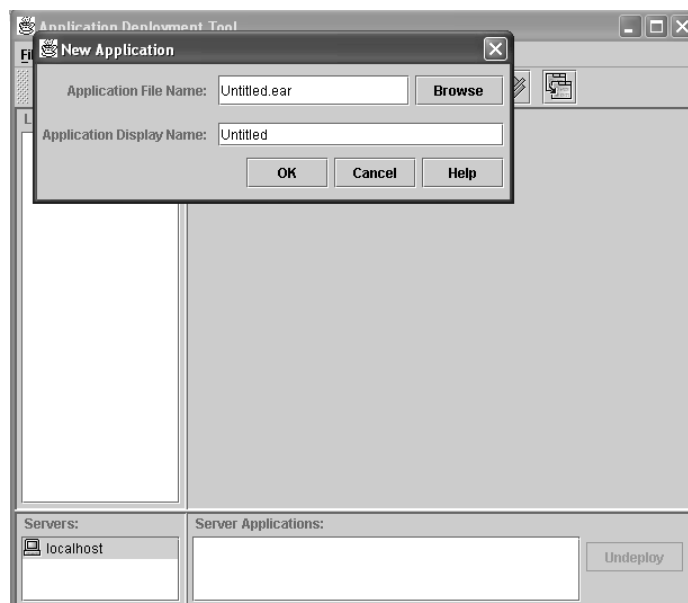 Application Deployment Tool
New Application
Application File Name: Untitled.ear Browse
Application Display Name: Untitled
OK Cancel Help
Servers: Server Applications:
localhost
Undeploy